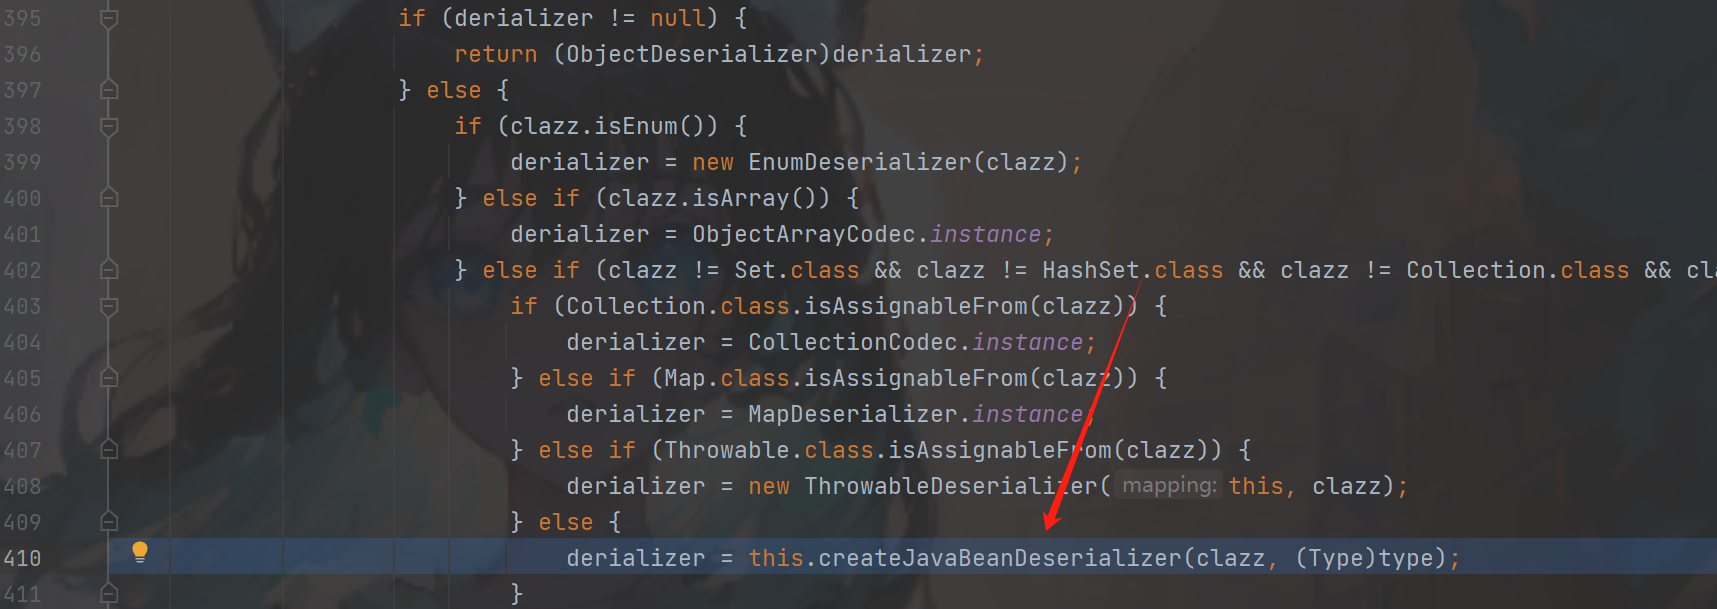 395 if (derializer != null) {
396 return (ObjectDeserializer)derializer;
397 } else {
398 if (clazz.isEnum()) {
399 derializer = new EnumDeserializer(clazz);
400 } else if (clazz.isArray()) {
401 derializer = ObjectArrayCodec.instance;
402 } else if (clazz != Set.class && clazz != HashSet.class && clazz != Collection.class && cla
403 if (Collection.class.isAssignableFrom(clazz)) {
404 derializer = CollectionCodec.instance;
405 } else if (Map.class.isAssignableFrom(clazz)) {
406 derializer = MapDeserializer.instance;
407 } else if (Throwable.class.isAssignableFrom(clazz)) {
408 derializer = new ThrowableDeserializer( mapping: this, clazz);
409 } else {
410 derializer = this.createJavaBeanDeserializer(clazz, (Type)type);
411 }